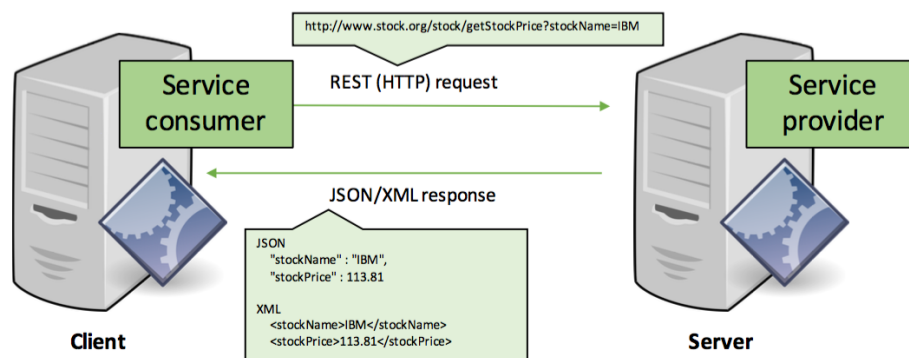 http://www.stock.org/stock/getStockPrice?stockName=IBM
REST (HTTP) request
Service
consumer
Service
provider
JSON/XML response
JSON
"stockName" : "IBM",
"stockPrice" : 113.81
XML
<stockName>IBM</stockName>
<stockPrice>113.81</stockPrice>
Client
Server